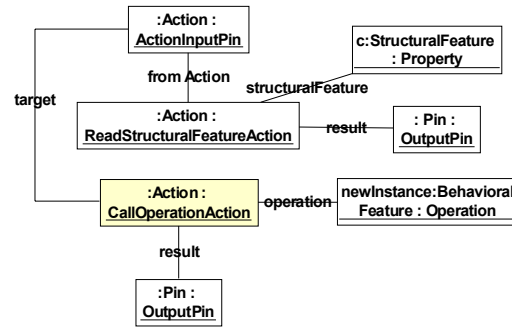 :Action :
ActionInputPin
c:StructuralFeature
: Property
from Action
structuralFeature
target
:Action :
ReadStructuralFeatureAction
result
: Pin :
OutputPin
:Action :
CallOperationAction
operation
newInstance:Behavioral
Feature : Operation
result
:Pin :
OutputPin